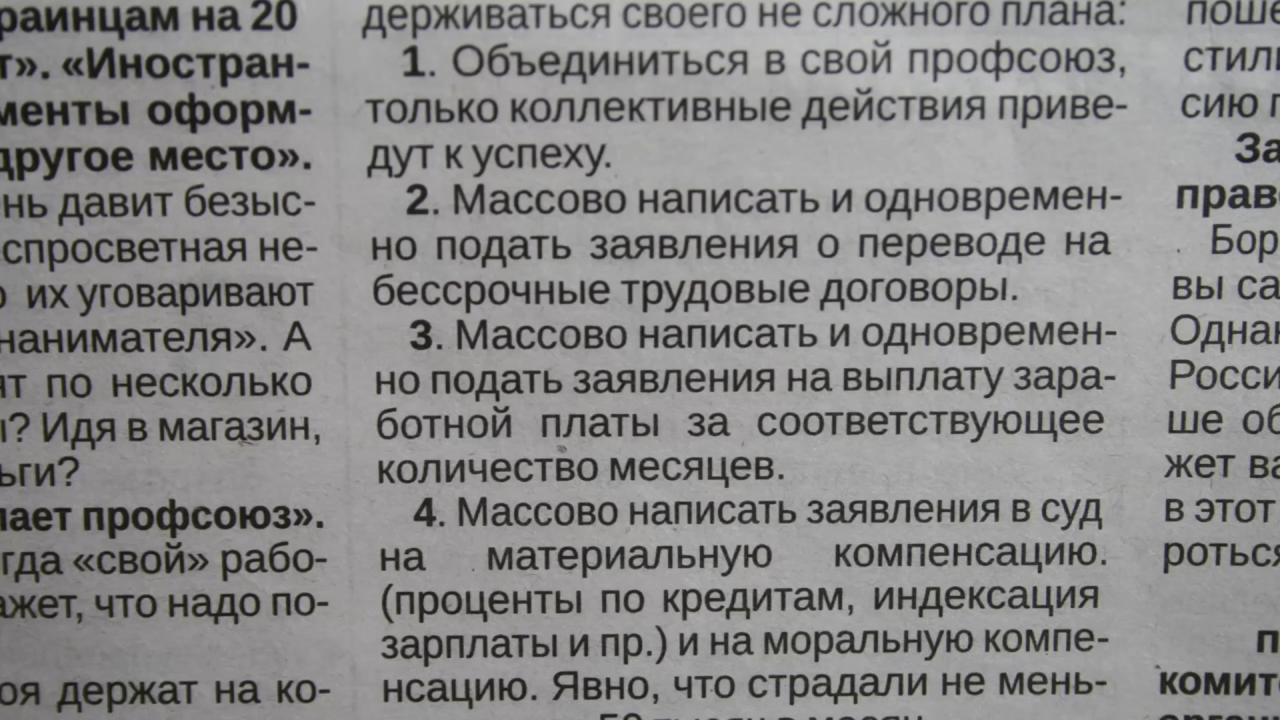 раинцам на 20
т». «Иностран-
менты оформ-
другое место».
нь давит безыс-
спросветная не-
их уговаривают
нанимателя». А
ят по несколько
? Идя в магазин,
ьги?
лает профсоюз».
гда «свой» рабо-
ажет, что надо по-
оя держат на ко-
держиваться своего не сложного плана:
1. Объединиться в свой профсоюз,
только коллективные действия приве-
дут к успеху.
2. Массово написать и одновремен-
но подать заявления о переводе на
бессрочные трудовые договоры.
3. Массово написать и одновремен-
но подать заявления на выплату зара-
ботной платы за соответствующее
количество месяцев.
4. Массово написать заявления в суд
на материальную компенсацию.
(проценты по кредитам, индексация
зарплаты и пр.) и на моральную компе-
нсацию. Явно, что страдали не мень-
поше
стили
сию п
За
прав
Бор
вы са
Однак
Росси
ше об
жет ва
в этот
роться
п
комит